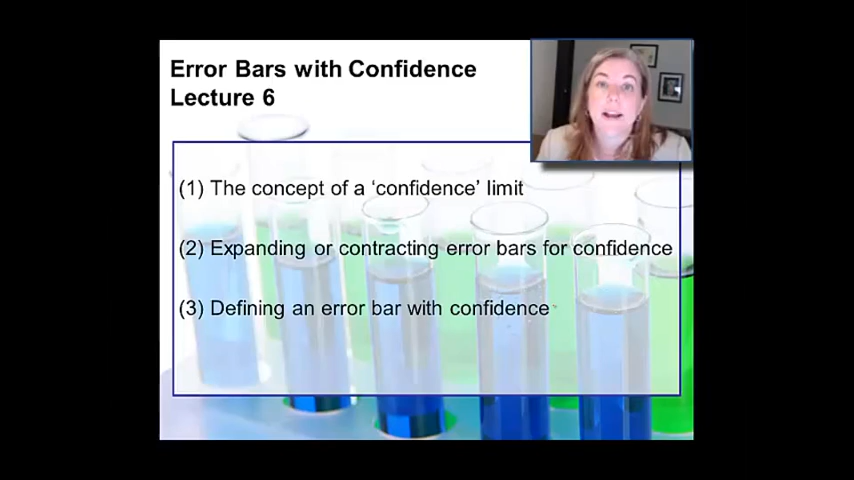 Error Bars with Confidence
Lecture 6
(1) The concept of a ‘confidence’ limit
(2) Expanding or contracting error bars for confidence
(3) Defining an error bar with confidence